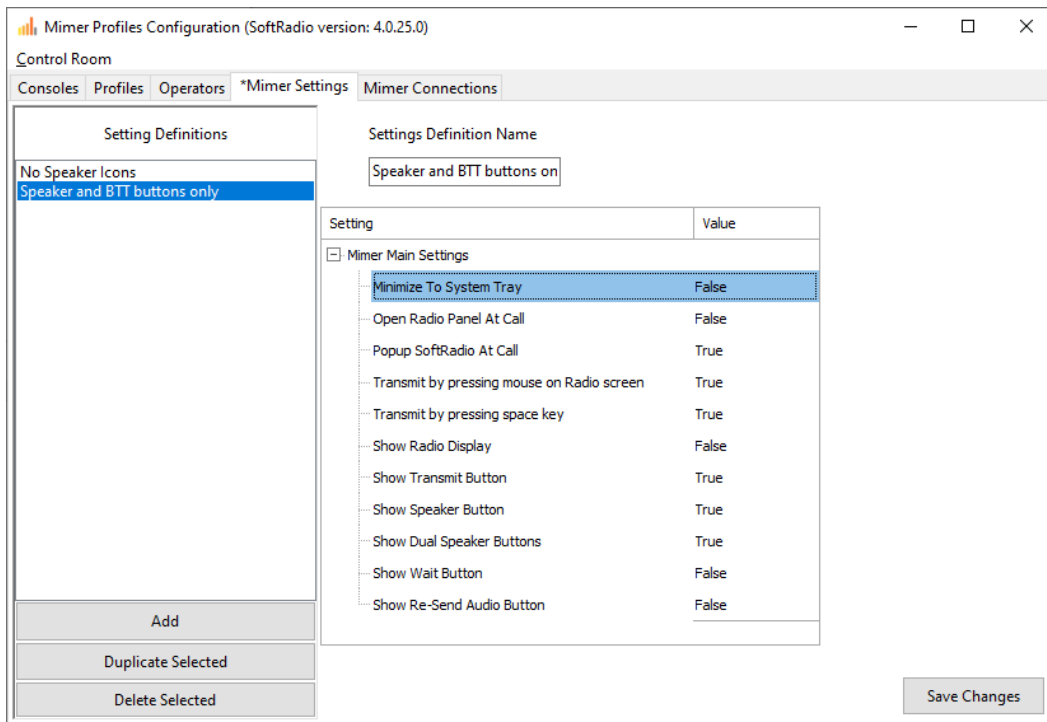 Mimer Profiles Configuration (SoftRadio version: 4.0.25.0)
Control Room
Consoles Profiles Operators *Mimer Settings Mimer Connections
Setting Definitions
No Speaker Icons
Speaker and BTT buttons only
Add
Duplicate Selected
Delete Selected
Settings Definition Name
Speaker and BTT buttons on
Setting Value
Mimer Main Settings
Minimize To System Tray False
Open Radio Panel At Call False
Popup SoftRadio At Call True
Transmit by pressing mouse on Radio screen True
Transmit by pressing space key True
Show Radio Display False
Show Transmit Button True
Show Speaker Button True
Show Dual Speaker Buttons True
Show Wait Button False
Show Re-Send Audio Button False
Save Changes